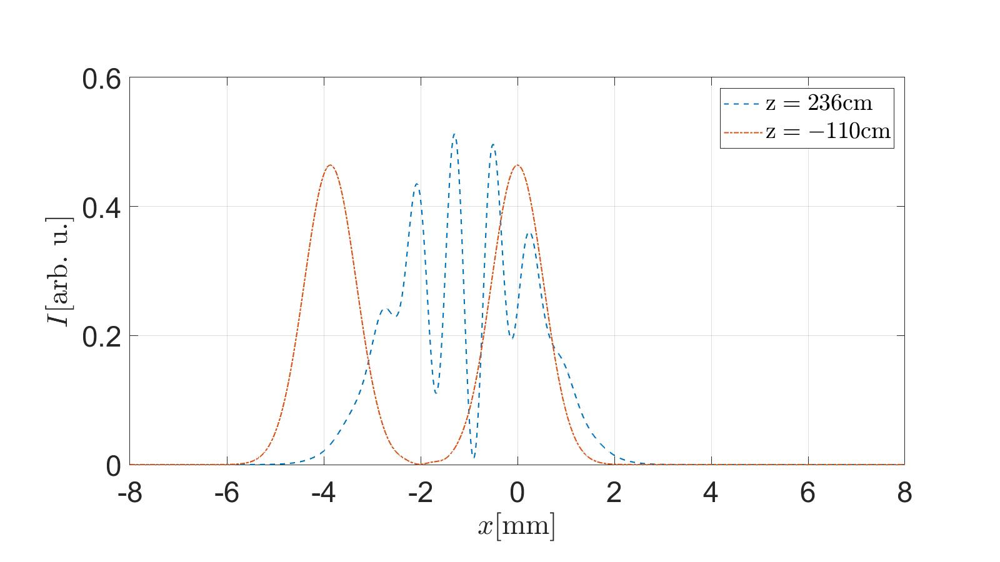 0.6
z = 236cm
z = −110cm
0.4
I[arb. u.]
0.2
0
-8 -6 -4 -2 0 2 4 6 8
x[mm]